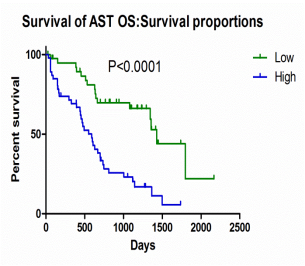 Survival of AST OS:Survival proportions
100
50
0
Percent survival
P<0.0001
Low
High
0 500 1000 1500 2000 2500
Days